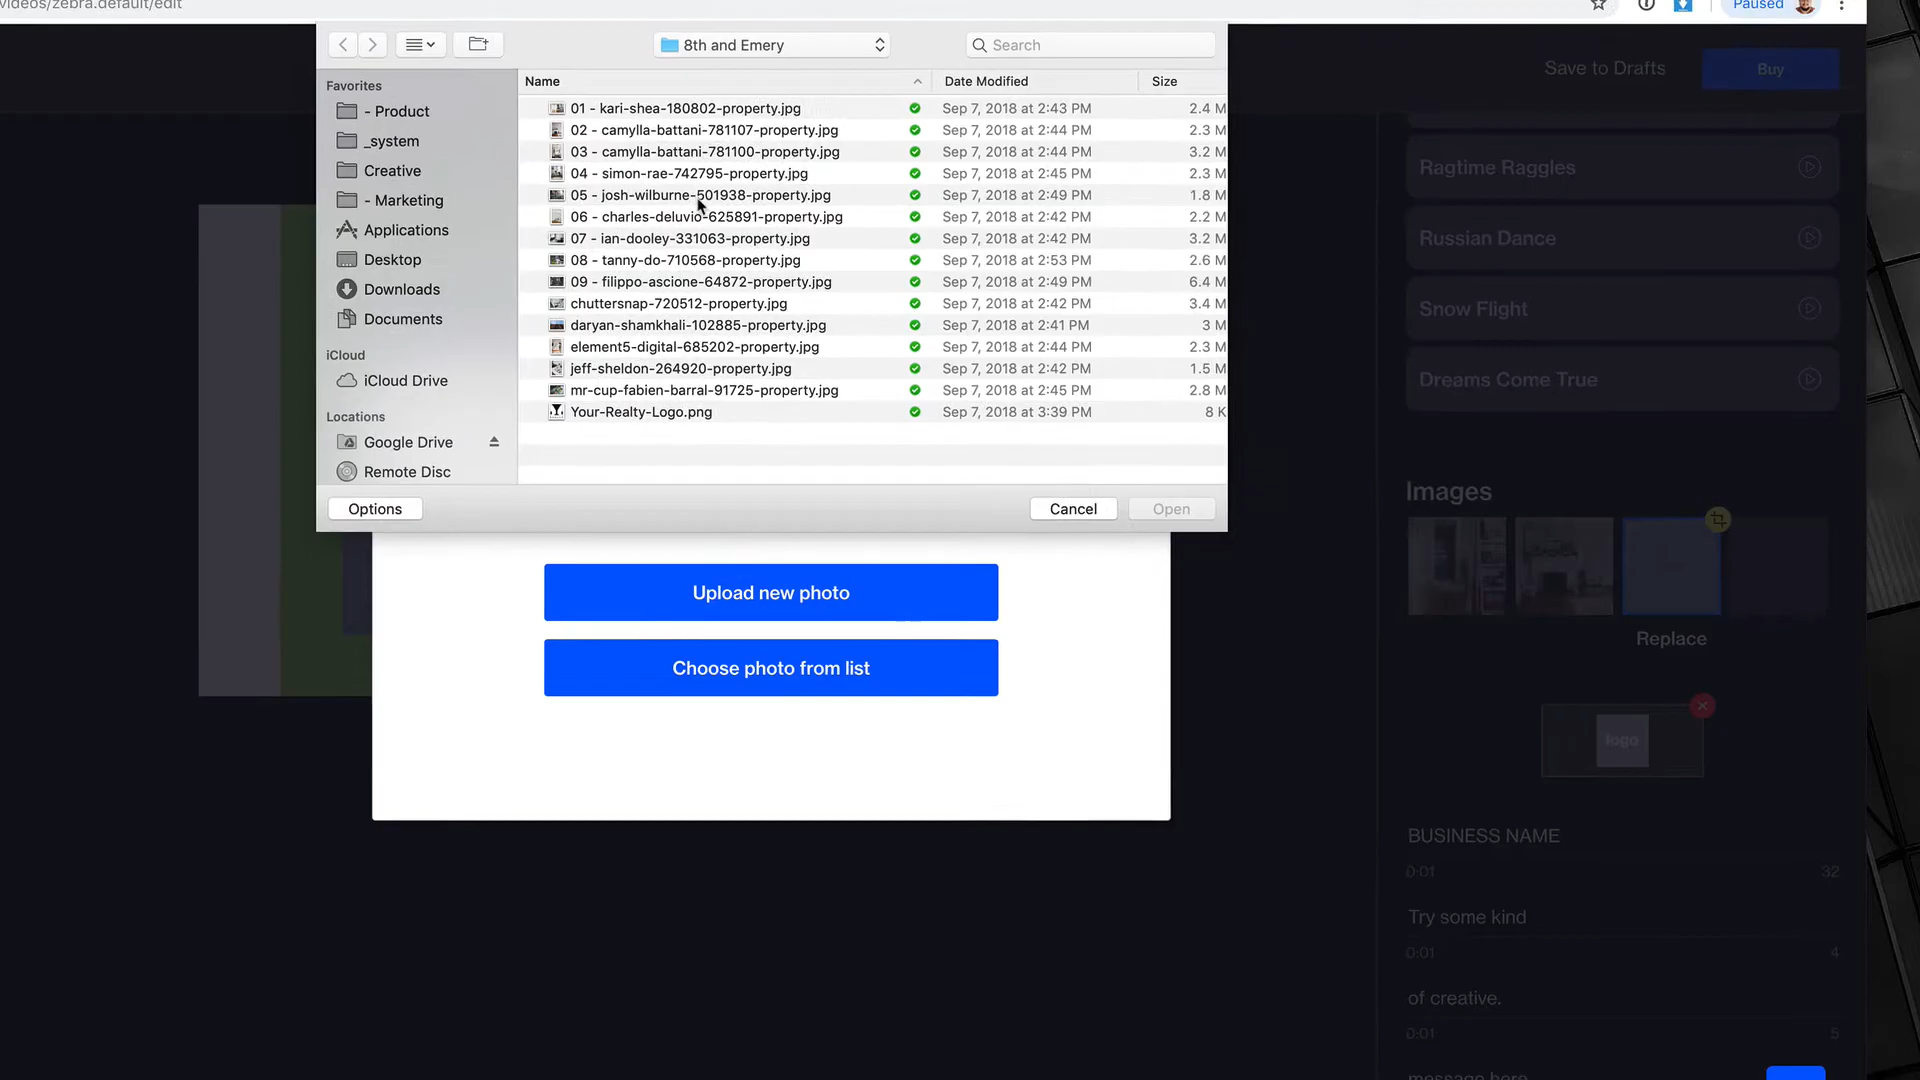 videos/zebra.default/edit
Paused
8th and Emery
Search
Save to Drafts
Buy
Favorites
- Product
_system
Creative
- Marketing
Applications
Desktop
Downloads
Documents
iCloud
iCloud Drive
Locations
Google Drive
Remote Disc
Name Date Modified Size
01 - kari-shea-180802-property.jpg Sep 7, 2018 at 2:43 PM 2.4 M
02 - camylla-battani-781107-property.jpg Sep 7, 2018 at 2:44 PM 2.3 M
03 - camylla-battani-781100-property.jpg Sep 7, 2018 at 2:44 PM 3.2 M
04 - simon-rae-742795-property.jpg Sep 7, 2018 at 2:45 PM 2.3 M
05 - josh-wilburne-501938-property.jpg Sep 7, 2018 at 2:49 PM 1.8 M
06 - charles-deluvio-625891-property.jpg Sep 7, 2018 at 2:42 PM 2.2 M
07 - ian-dooley-331063-property.jpg Sep 7, 2018 at 2:42 PM 3.2 M
08 - tanny-do-710568-property.jpg Sep 7, 2018 at 2:53 PM 2.6 M
09 - filippo-ascione-64872-property.jpg Sep 7, 2018 at 2:49 PM 6.4 M
chuttersnap-720512-property.jpg Sep 7, 2018 at 2:42 PM 3.4 M
daryan-shamkhali-102885-property.jpg Sep 7, 2018 at 2:41 PM 3 M
element5-digital-685202-property.jpg Sep 7, 2018 at 2:44 PM 2.3 M
jeff-sheldon-264920-property.jpg Sep 7, 2018 at 2:42 PM 1.5 M
mr-cup-fabien-barral-91725-property.jpg Sep 7, 2018 at 2:45 PM 2.8 M
Your-Realty-Logo.png Sep 7, 2018 at 3:39 PM 8 K
Options
Cancel
Open
Upload new photo
Choose photo from list
Ragtime Raggles
Russian Dance
Snow Flight
Dreams Come True
Images
Replace
logo
BUSINESS NAME
0:01 32
Try some kind
0:01 4
of creative.
0:01 5
message here